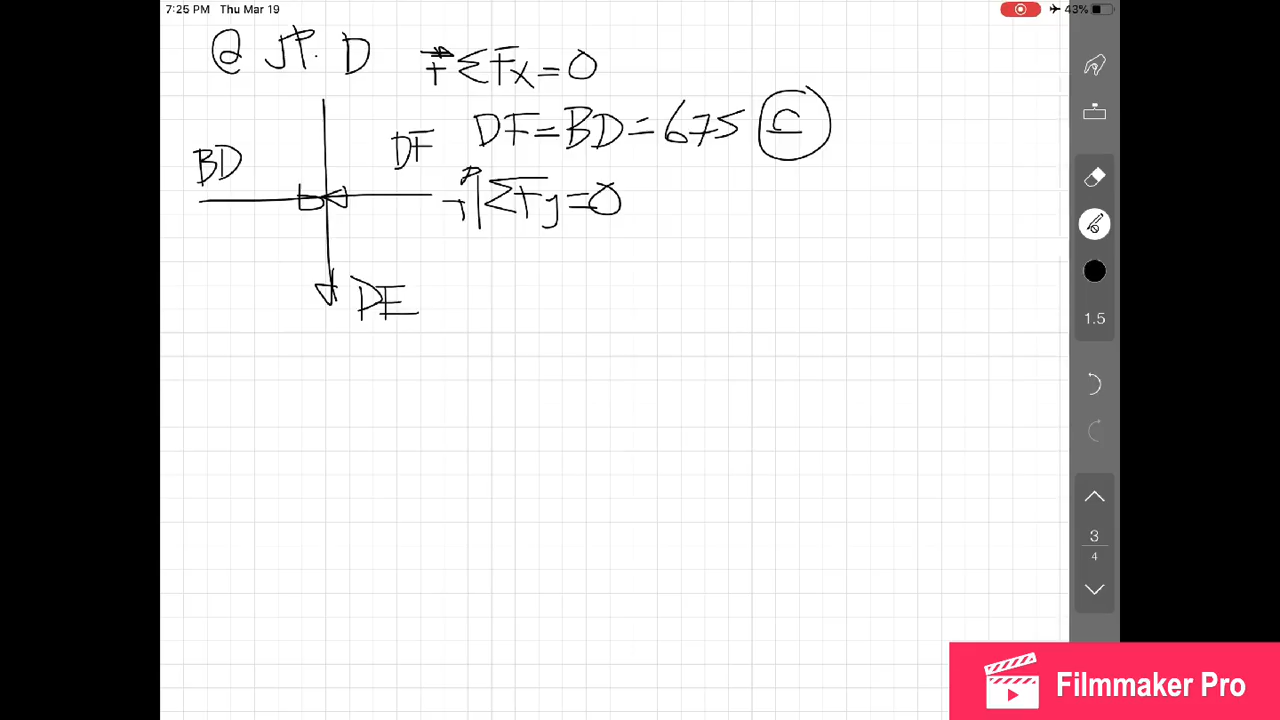 7:25 PM Thu Mar 19
43%
@ JT. D
+ ΣFx = 0
DF = BD = 675 C
BD
DF
+ ΣFy = 0
DE
1.5
3
4
Filmmaker Pro